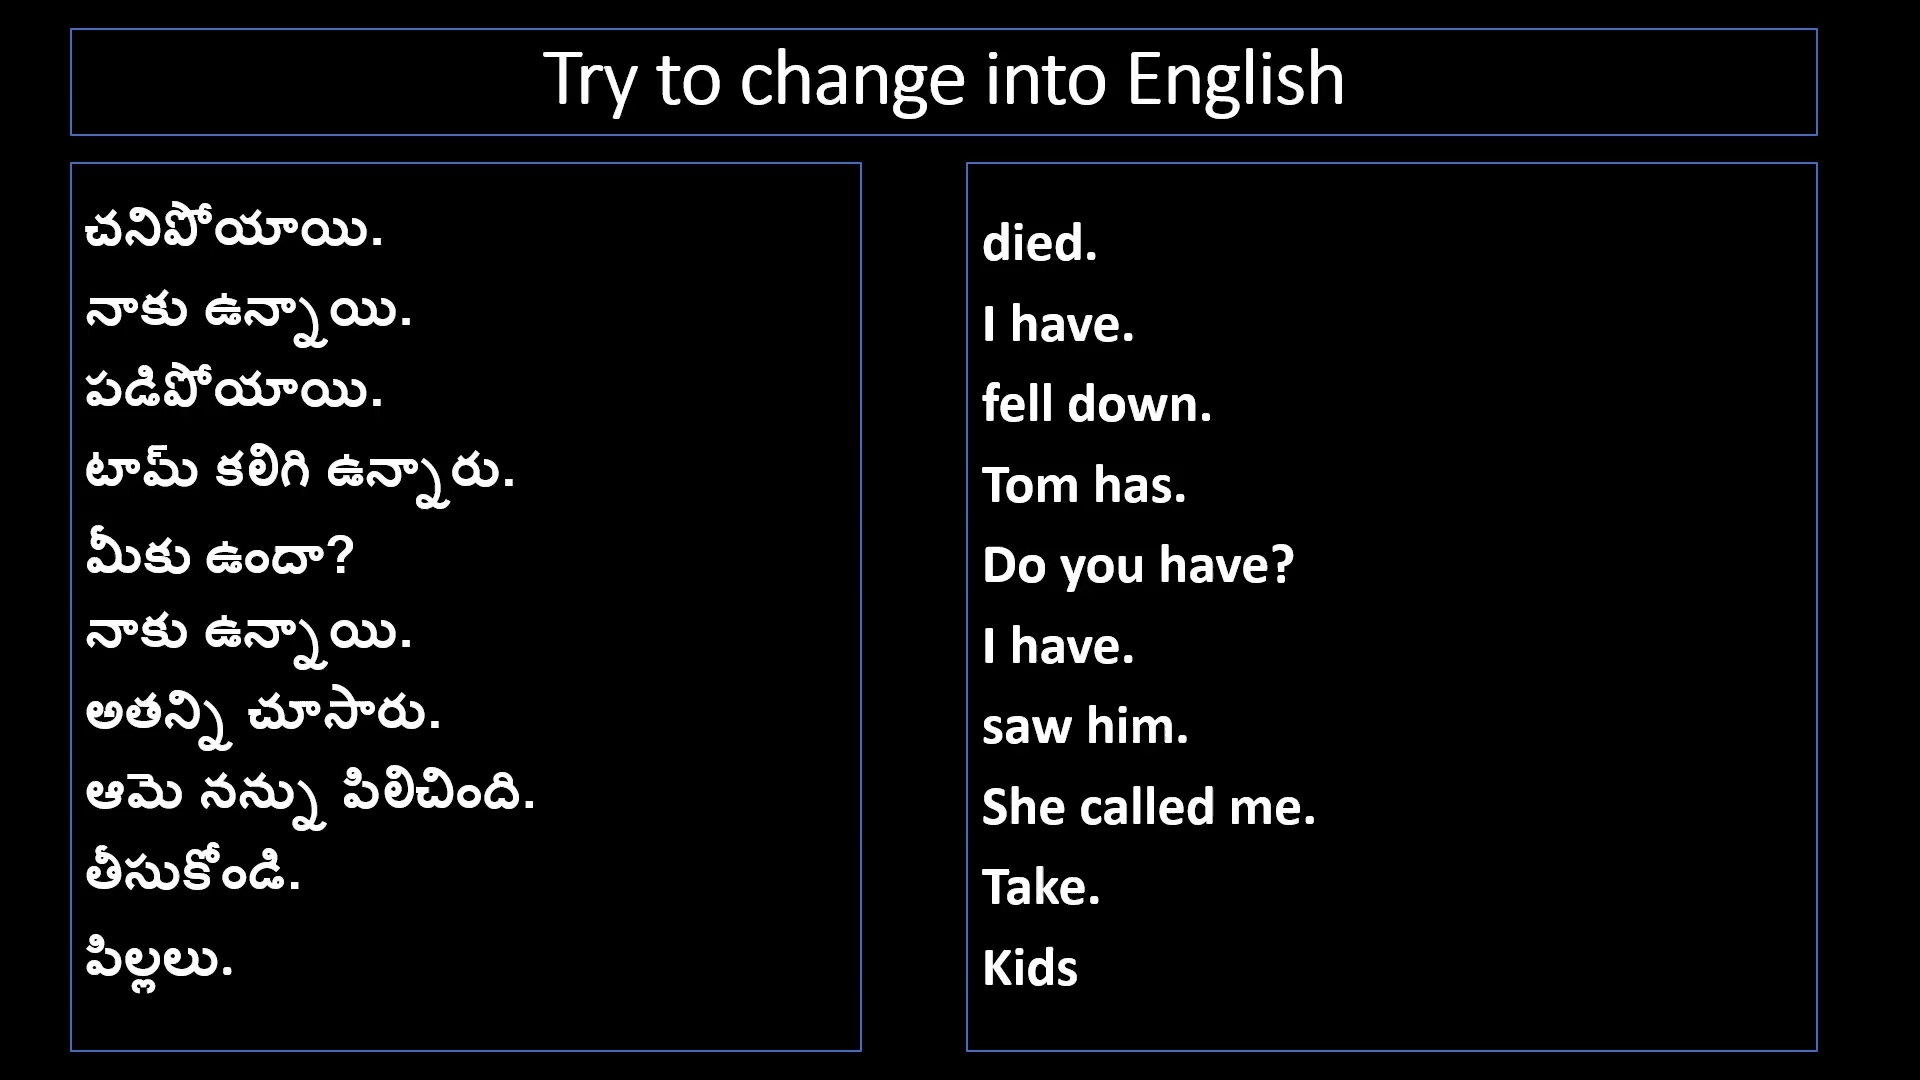 Try to change into English
చనిపోయాయి.
నాకు ఉన్నాయి.
పడిపోయాయి.
టామ్ కలిగి ఉన్నారు.
మీకు ఉందా?
నాకు ఉన్నాయి.
అతన్ని చూసారు.
ఆమె నన్ను పిలిచింది.
తీసుకోండి.
పిల్లలు.
died.
I have.
fell down.
Tom has.
Do you have?
I have.
saw him.
She called me.
Take.
Kids